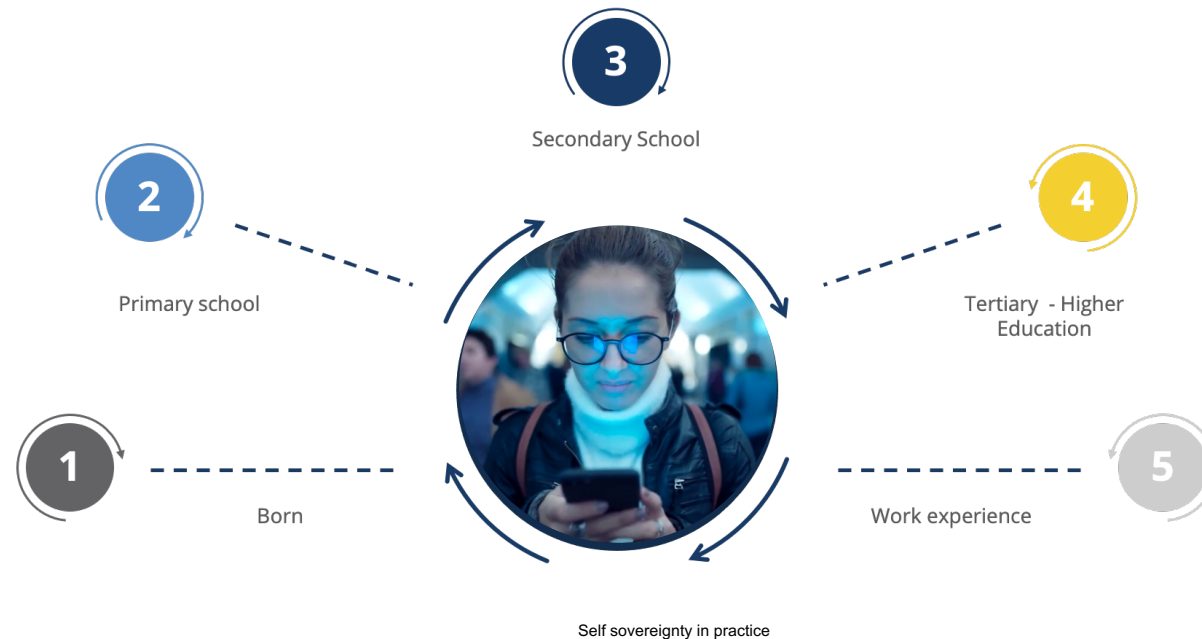 3
Secondary School
2
4
Primary school
Tertiary - Higher
Education
1
5
Born
Work experience
Self sovereignty in practice